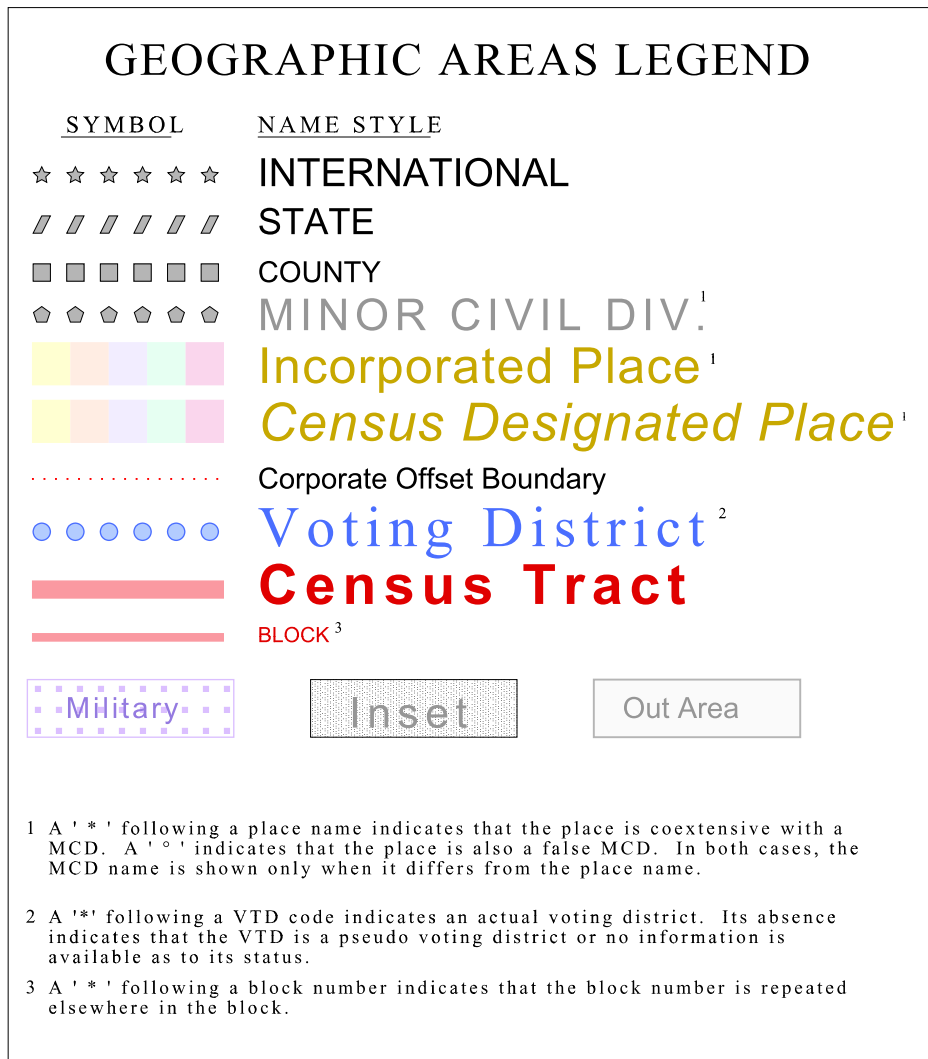 GEOGRAPHIC AREAS LEGEND
SYMBOL NAME STYLE
INTERNATIONAL
STATE
COUNTY
MINOR CIVIL DIV. 1
Incorporated Place 1
Census Designated Place 1
Corporate Offset Boundary
Voting District 2
Census Tract
BLOCK 3
Military Inset Out Area
1 A ' * ' following a place name indicates that the place is coextensive with a
MCD. A ' ° ' indicates that the place is also a false MCD. In both cases, the
MCD name is shown only when it differs from the place name.
2 A '*' following a VTD code indicates an actual voting district. Its absence
indicates that the VTD is a pseudo voting district or no information is
available as to its status.
3 A ' * ' following a block number indicates that the block number is repeated
elsewhere in the block.